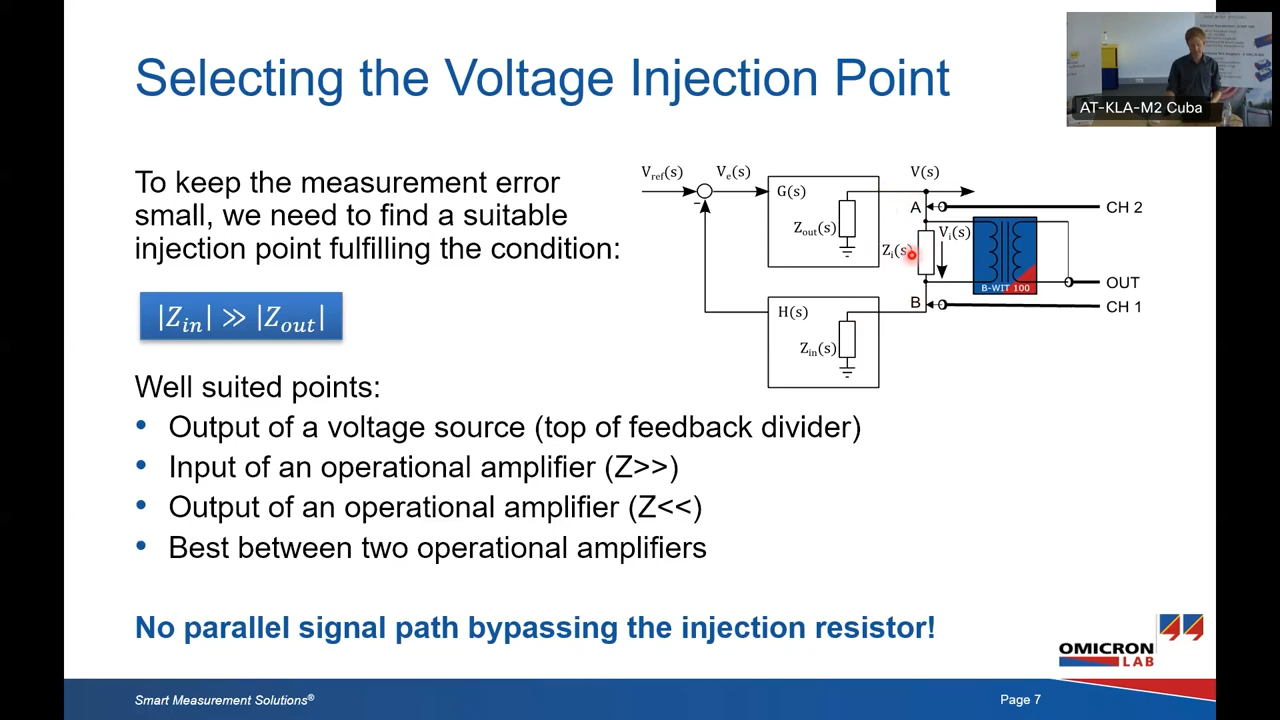 Selecting the Voltage Injection Point
AT-KLA-M2 Cuba
To keep the measurement error
small, we need to find a suitable
injection point fulfilling the condition:
|Z_in| ≫ |Z_out|
V_ref(s)
V_e(s)
V(s)
−
G(s)
Z_out(s)
A
CH 2
Z_i(s)
V_i(s)
B-WIT 100
OUT
B
CH 1
H(s)
Z_in(s)
Well suited points:
• Output of a voltage source (top of feedback divider)
• Input of an operational amplifier (Z>>)
• Output of an operational amplifier (Z<<)
• Best between two operational amplifiers
No parallel signal path bypassing the injection resistor!
OMICRON
LAB
Smart Measurement Solutions®
Page 7